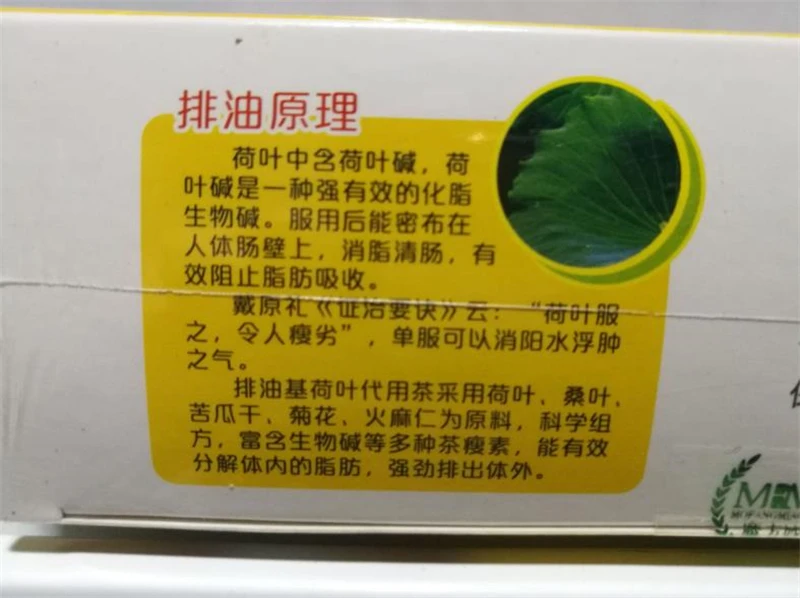 排油原理
荷叶中含荷叶碱，荷
叶碱是一种强有效的化脂
生物碱。服用后能密布在
人体肠壁上，消脂清肠，有
效阻止脂肪吸收。
戴原礼《证治要诀》云：“荷叶服
之，令人瘦劣”，单服可以消阳水浮肿
之气。
排油基荷叶代用茶采用荷叶、桑叶、
苦瓜干、菊花、火麻仁为原料，科学组
方，富含生物碱等多种茶瘦素，能有效
分解体内的脂肪，强劲排出体外。